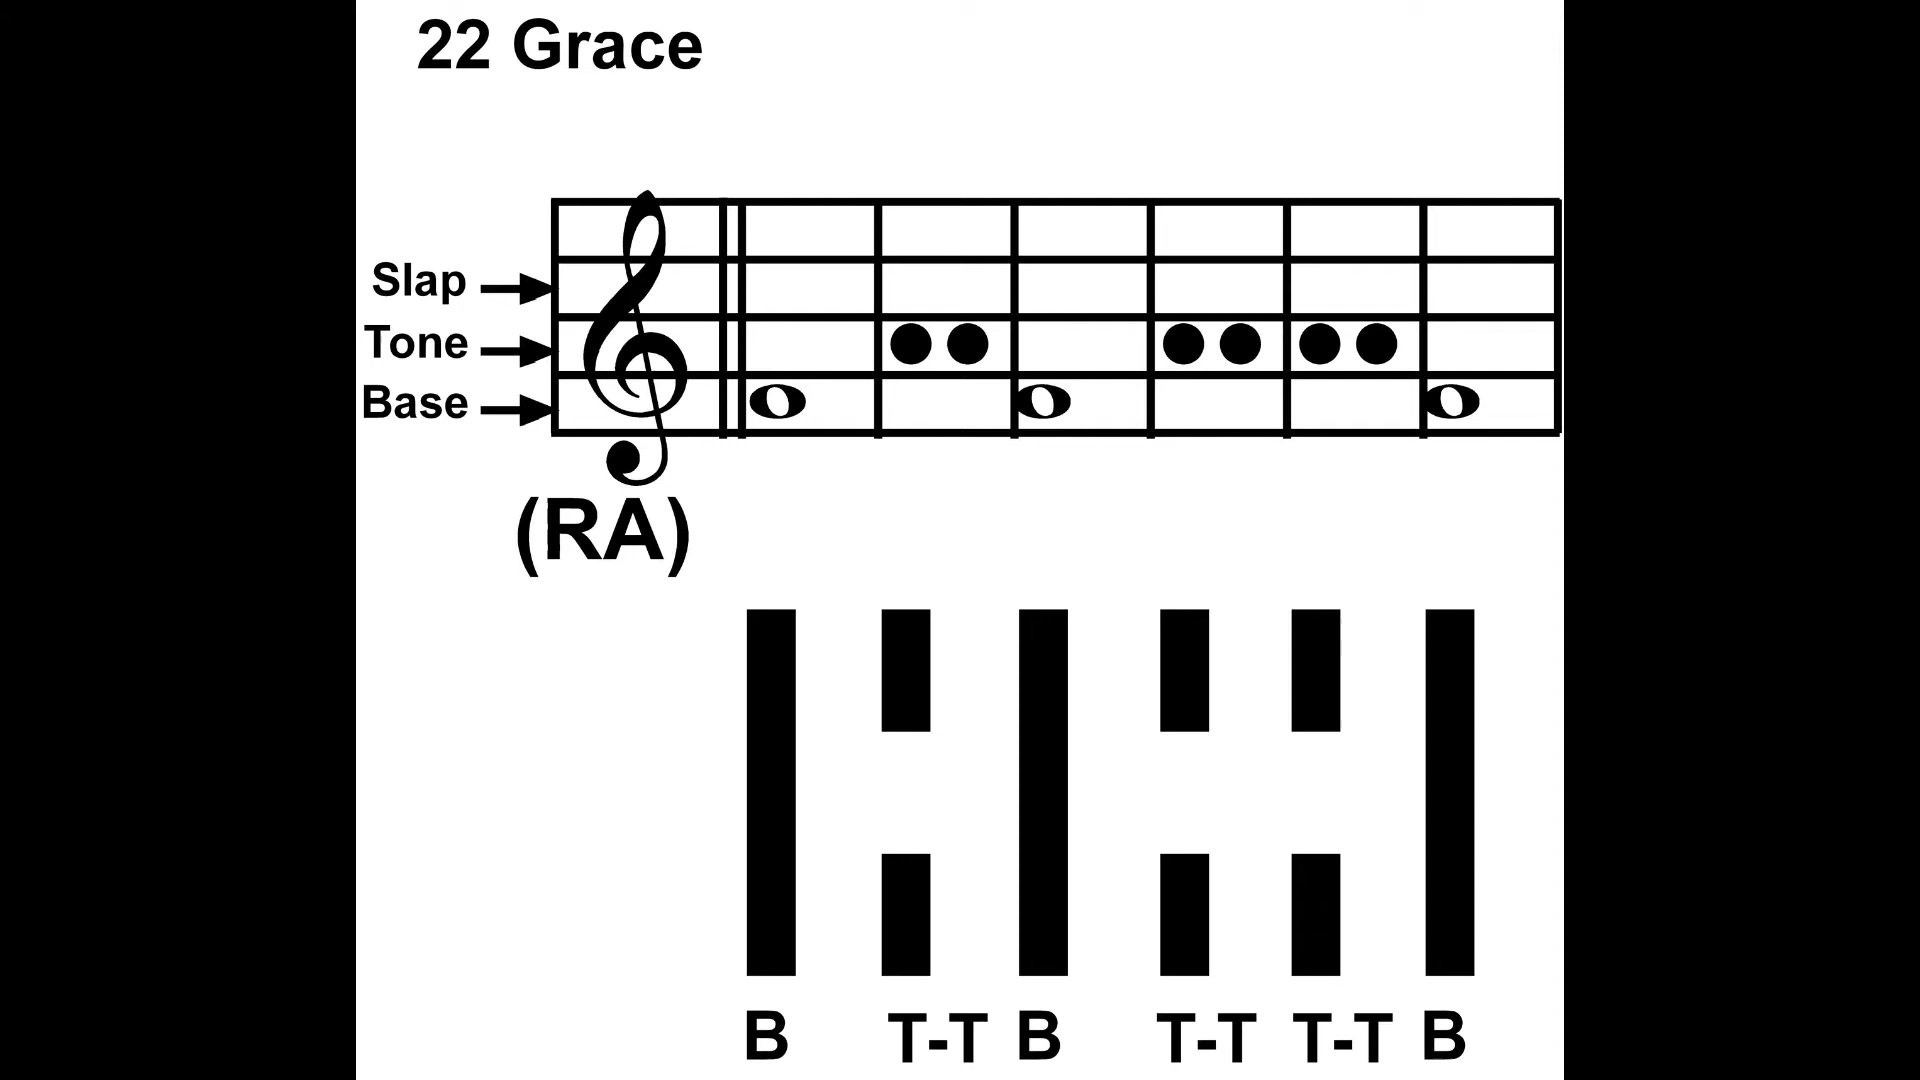 22 Grace
Slap
Tone
Base
(RA)
B T-T B T-T T-T B